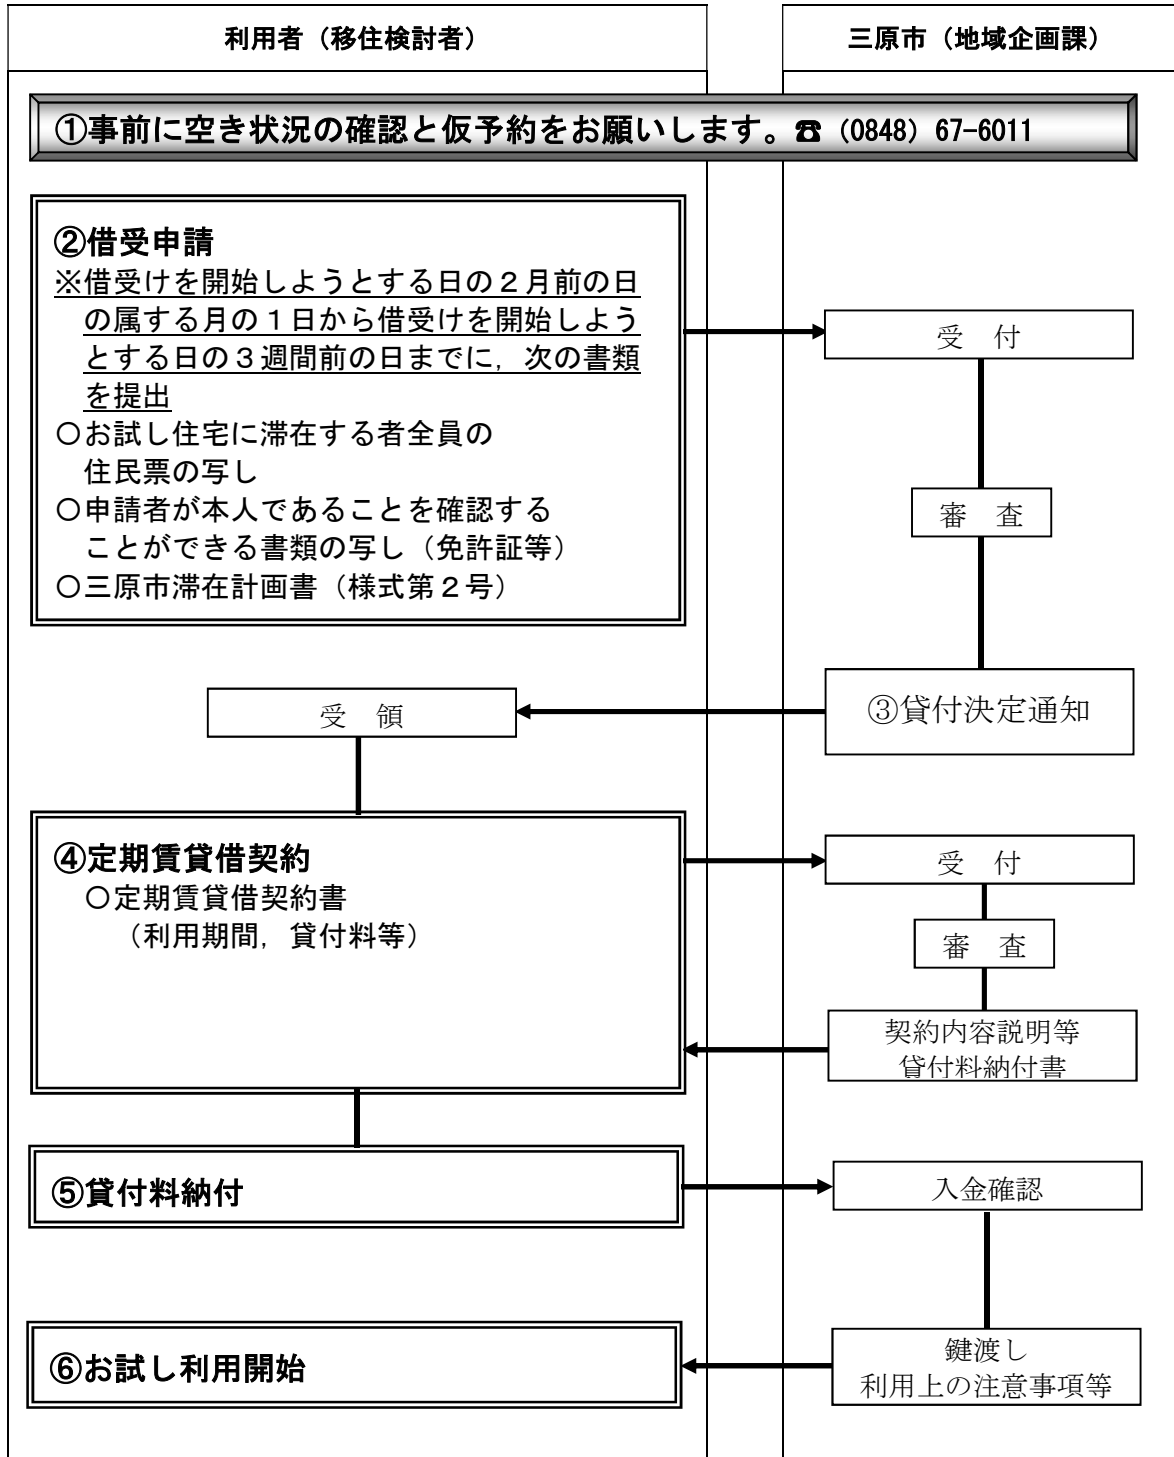 利用者（移住検討者）
三原市（地域企画課）
①事前に空き状況の確認と仮予約をお願いします。☎（0848）67-6011
②借受申請
※借受けを開始しようとする日の２月前の日
の属する月の１日から借受けを開始しよう
とする日の３週間前の日までに，次の書類
を提出
○お試し住宅に滞在する者全員の
住民票の写し
○申請者が本人であることを確認する
ことができる書類の写し（免許証等）
○三原市滞在計画書（様式第２号）
受　付
審　査
③貸付決定通知
受　領
④定期賃貸借契約
○定期賃貸借契約書
（利用期間，貸付料等）
受　付
審　査
契約内容説明等
貸付料納付書
⑤貸付料納付
入金確認
⑥お試し利用開始
鍵渡し
利用上の注意事項等